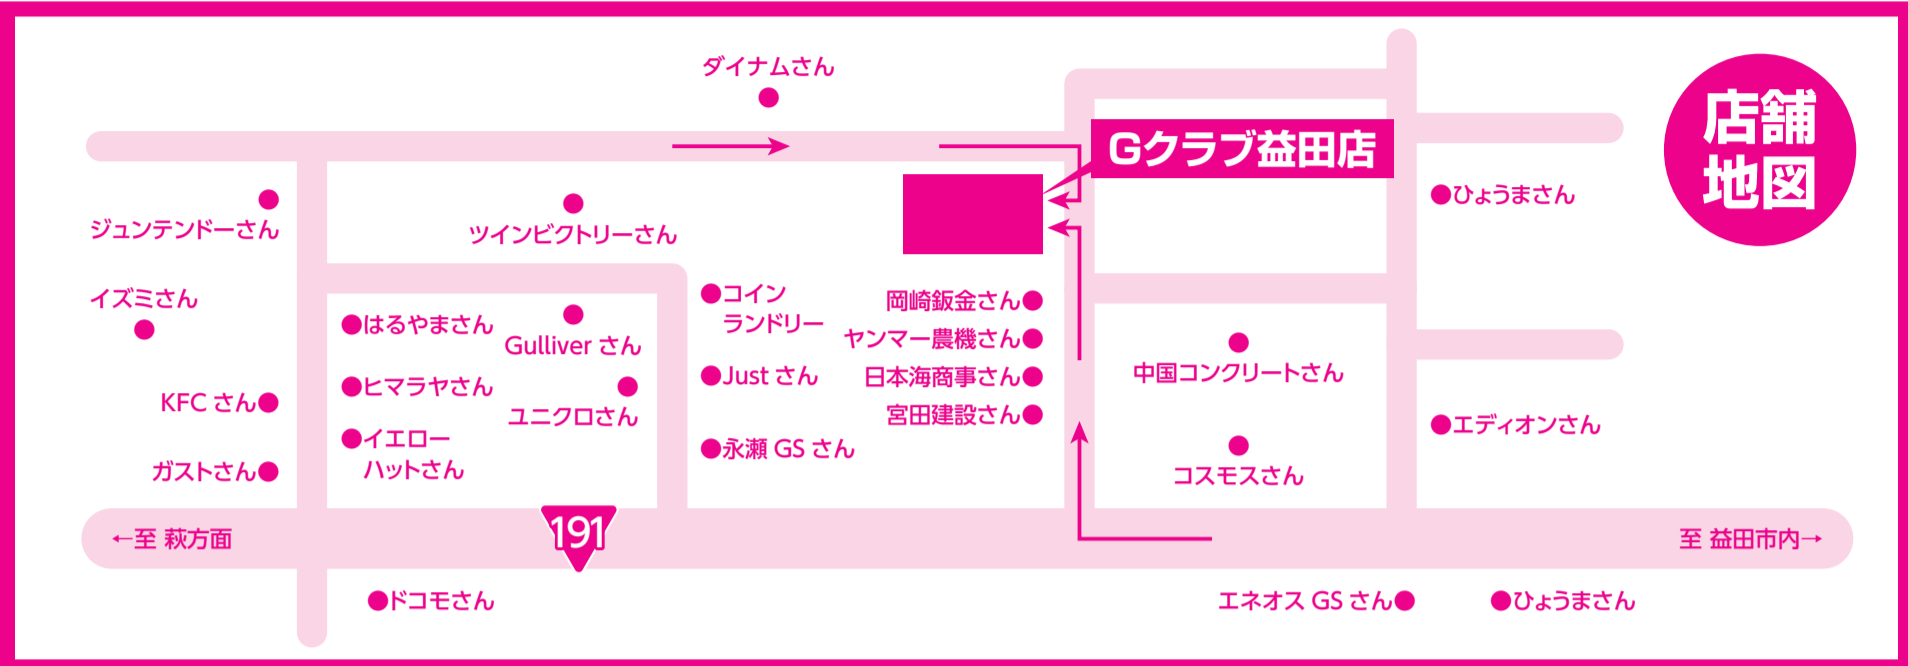 ダイナムさん
店舗
地図
Gクラブ益田店
ひょうまさん
ジュンテンドーさん
ツインビクトリーさん
イズミさん
コイン
ランドリー
岡崎鈑金さん
はるやまさん
Gulliver さん
ヤンマー農機さん
中国コンクリートさん
Just さん
日本海商事さん
ヒマラヤさん
KFC さん
ユニクロさん
宮田建設さん
エディオンさん
イエロー
ハットさん
永瀬 GS さん
ガストさん
コスモスさん
←至 萩方面
191
至 益田市内→
ドコモさん
エネオス GS さん
ひょうまさん